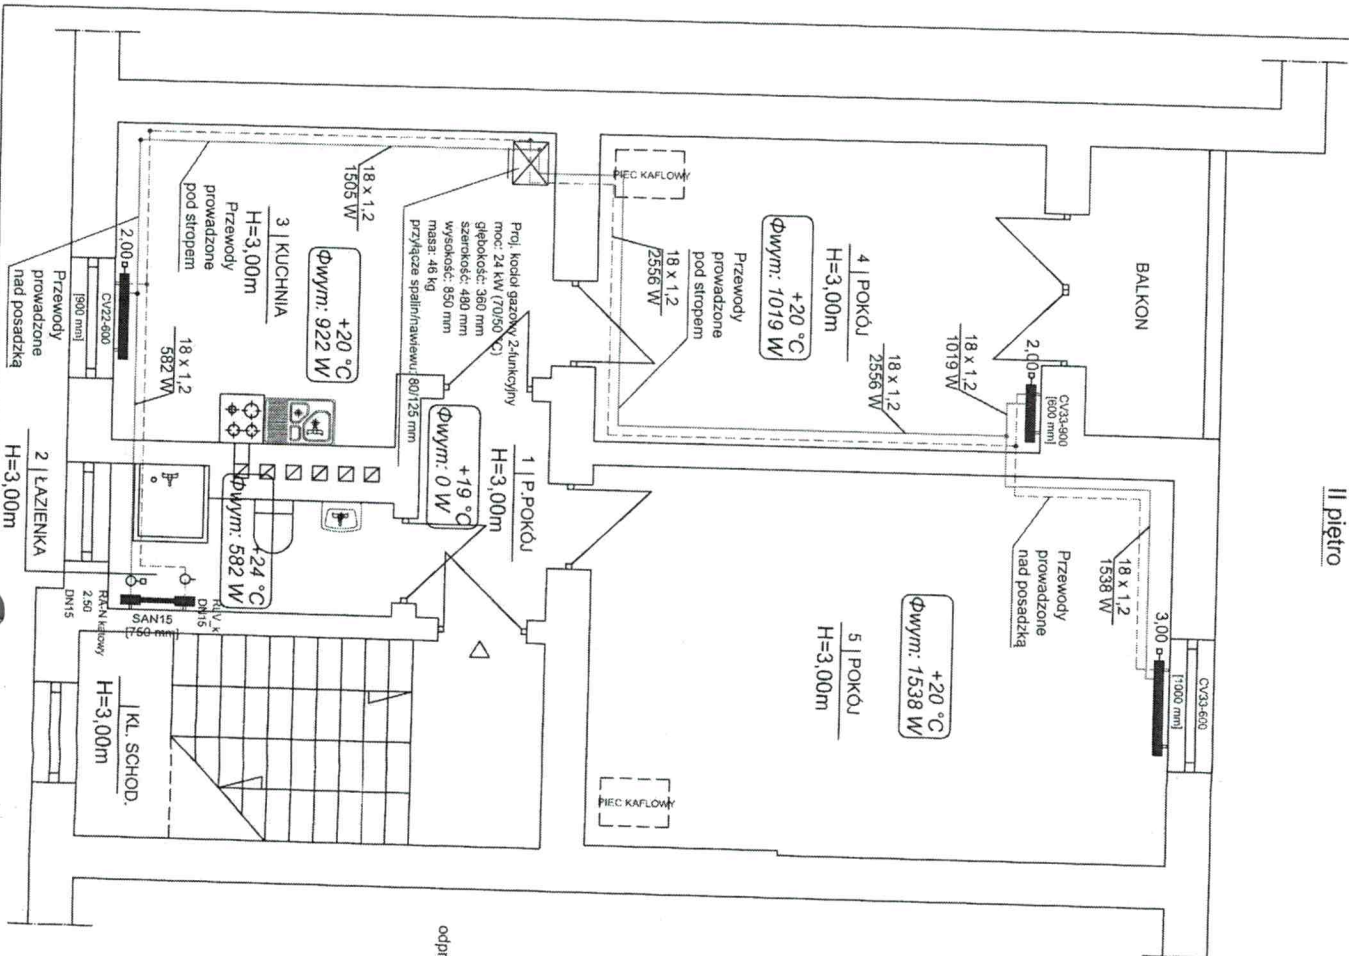 II piętro
BALKON
4 | POKÓJ
H=3,00m
+20 °C
Φwym: 1019 W
PIEC KAFLOWY
18 x 1,2
2556 W
Przewody
prowadzone
pod stropem
18 x 1,2
2556 W
18 x 1,2
1019 W
2,00
CV33-900
[600 mm]
18 x 1,2
1505 W
Przewody
prowadzone
pod stropem
3 | KUCHNIA
H=3,00m
+20 °C
Φwym: 922 W
Proj. kocioł gazowy 2-funkcyjny
moc: 24 kW (70/50 °C)
głębokość: 360 mm
szerokość: 480 mm
wysokość: 850 mm
masa: 46 kg
przyłącze spalin/nawiewu: 80/125 mm
2,00
CV22-600
[900 mm]
Przewody
prowadzone
nad posadzką
18 x 1,2
582 W
1 | P.POKÓJ
H=3,00m
+19 °C
Φwym: 0 W
2 | ŁAZIENKA
H=3,00m
+24 °C
Φwym: 582 W
DN15
SAN15
[750 mm]
RA-N kątowy
2.50
DN15
KL. SCHOD.
H=3,00m
5 | POKÓJ
H=3,00m
+20 °C
Φwym: 1538 W
Przewody
prowadzone
nad posadzką
18 x 1,2
1538 W
3,00
CV33-600
[1000 mm]
PIEC KAFLOWY
odpr